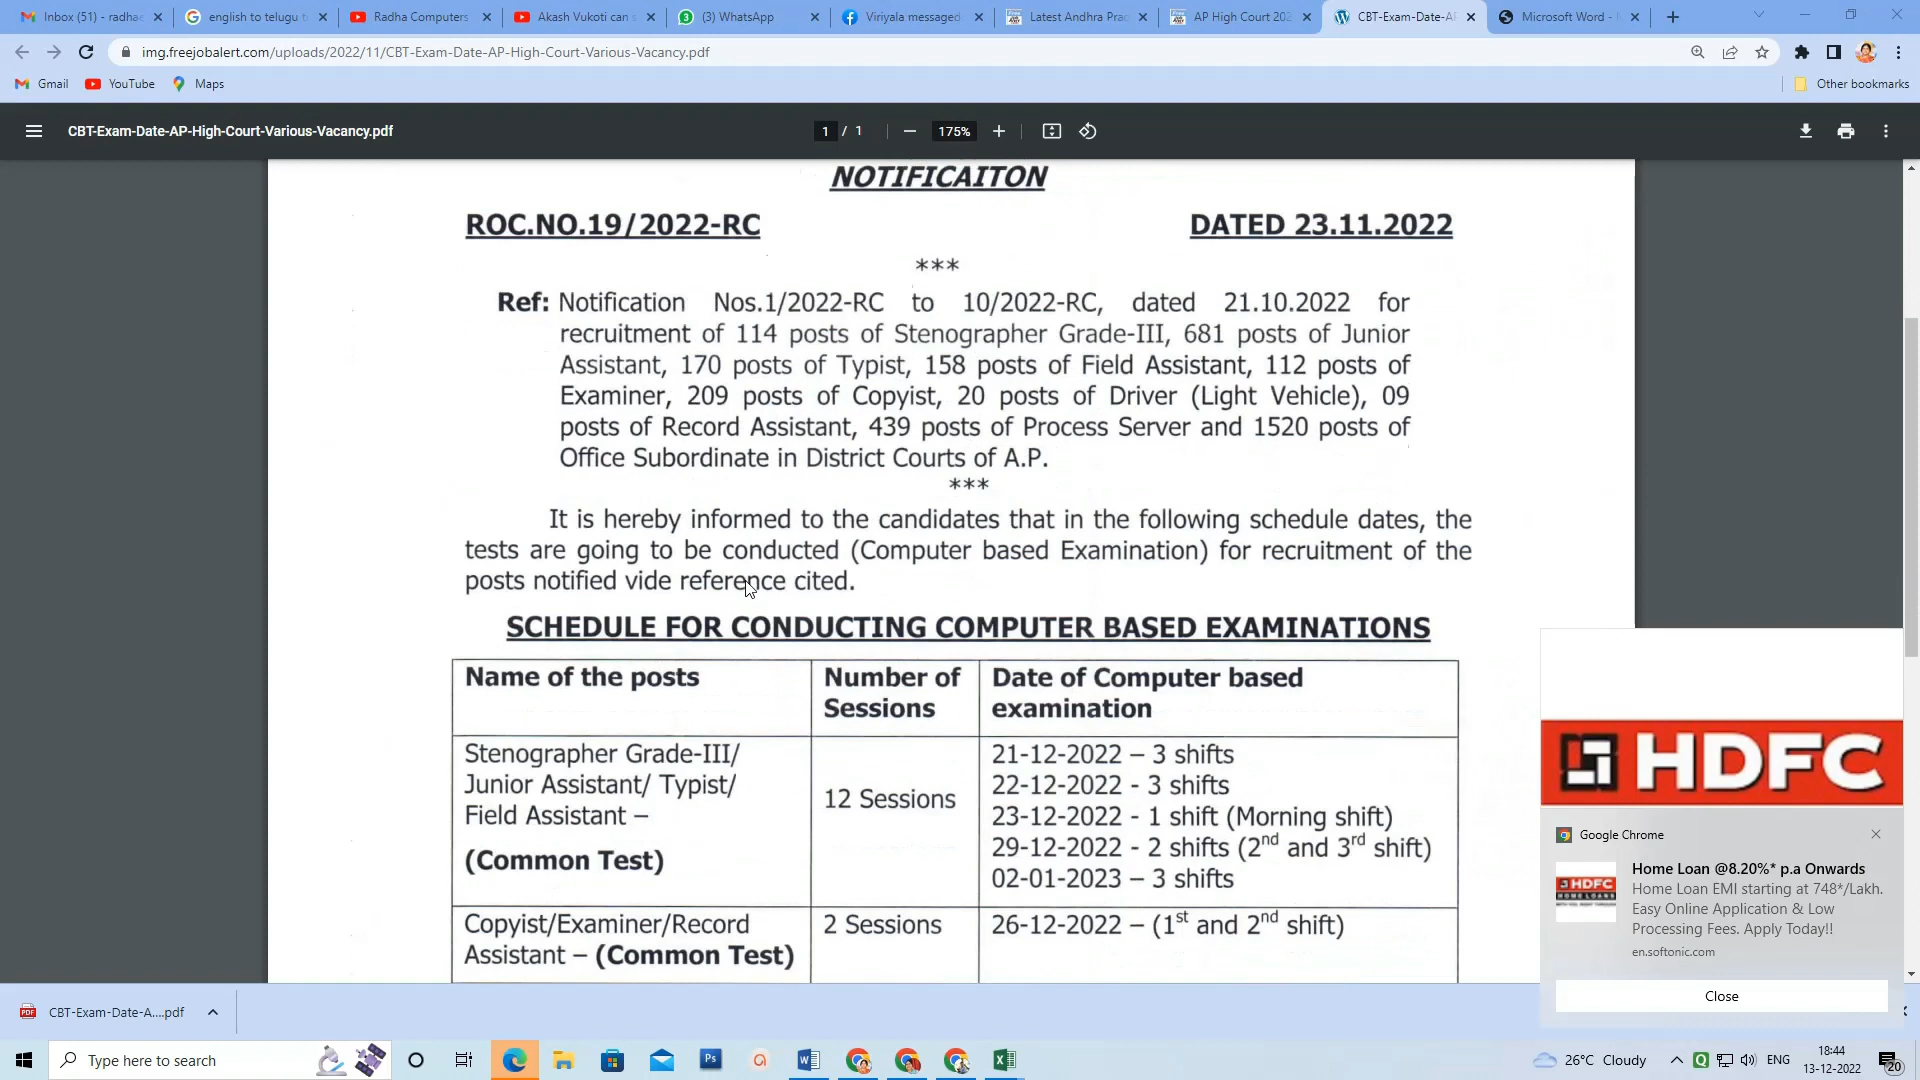 Inbox (51) - radhae
english to telugu t
Radha Computers
Akash Vukoti can s
(3) WhatsApp
Viriyala messaged
Latest Andhra Prac
AP High Court 202
CBT-Exam-Date-AP
Microsoft Word -
img.freejobalert.com/uploads/2022/11/CBT-Exam-Date-AP-High-Court-Various-Vacancy.pdf
Gmail
YouTube
Maps
Other bookmarks
CBT-Exam-Date-AP-High-Court-Various-Vacancy.pdf
1 / 1
175%
NOTIFICAITON
ROC.NO.19/2022-RC
DATED 23.11.2022
***
Ref: Notification Nos.1/2022-RC to 10/2022-RC, dated 21.10.2022 for
recruitment of 114 posts of Stenographer Grade-III, 681 posts of Junior
Assistant, 170 posts of Typist, 158 posts of Field Assistant, 112 posts of
Examiner, 209 posts of Copyist, 20 posts of Driver (Light Vehicle), 09
posts of Record Assistant, 439 posts of Process Server and 1520 posts of
Office Subordinate in District Courts of A.P.
***
It is hereby informed to the candidates that in the following schedule dates, the
tests are going to be conducted (Computer based Examination) for recruitment of the
posts notified vide reference cited.
SCHEDULE FOR CONDUCTING COMPUTER BASED EXAMINATIONS
Name of the posts
Number of
Sessions
Date of Computer based
examination
Stenographer Grade-III/
Junior Assistant/ Typist/
Field Assistant –
(Common Test)
12 Sessions
21-12-2022 – 3 shifts
22-12-2022 - 3 shifts
23-12-2022 - 1 shift (Morning shift)
29-12-2022 - 2 shifts (2nd and 3rd shift)
02-01-2023 – 3 shifts
Copyist/Examiner/Record
Assistant – (Common Test)
2 Sessions
26-12-2022 – (1st and 2nd shift)
HDFC
Google Chrome
HDFC
Home Loan @8.20%* p.a Onwards
Home Loan EMI starting at 748*/Lakh.
Easy Online Application & Low
Processing Fees. Apply Today!!
en.softonic.com
Close
CBT-Exam-Date-A....pdf
Type here to search
Ps
26°C Cloudy
ENG
18:44
13-12-2022
20